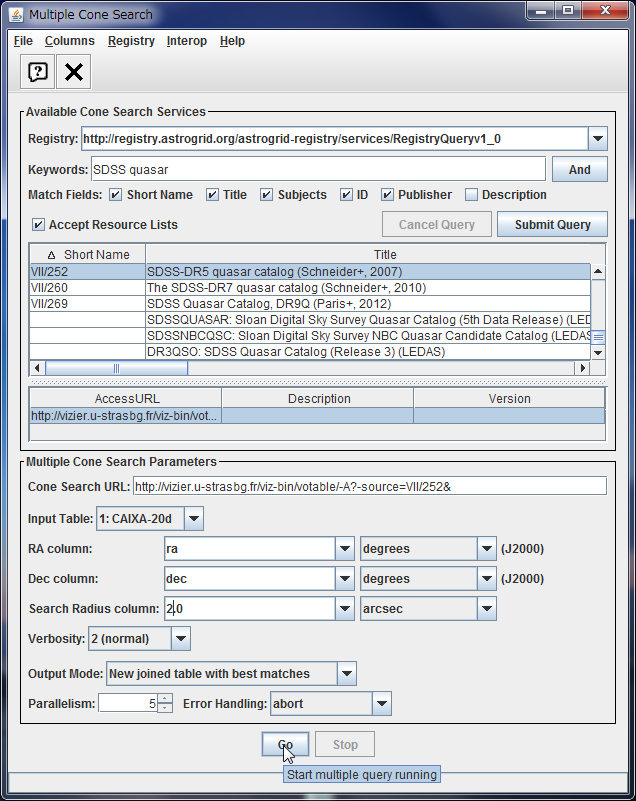 Multiple Cone Search
File Columns Registry Interop Help
Available Cone Search Services
Registry: http://registry.astrogrid.org/astrogrid-registry/services/RegistryQueryv1_0
Keywords: SDSS quasar And
Match Fields: Short Name Title Subjects ID Publisher Description
Accept Resource Lists Cancel Query Submit Query
Short Name Title
VII/252 SDSS-DR5 quasar catalog (Schneider+, 2007)
VII/260 The SDSS-DR7 quasar catalog (Schneider+, 2010)
VII/269 SDSS Quasar Catalog, DR9Q (Paris+, 2012)
SDSSQUASAR: Sloan Digital Sky Survey Quasar Catalog (5th Data Release) (LED
SDSSNBCQSC: Sloan Digital Sky Survey NBC Quasar Candidate Catalog (LEDAS
DR3QSO: SDSS Quasar Catalog (Release 3) (LEDAS)
AccessURL Description Version
http://vizier.u-strasbg.fr/viz-bin/vot...
Multiple Cone Search Parameters
Cone Search URL: http://vizier.u-strasbg.fr/viz-bin/votable/-A?-source=VII/252&
Input Table: 1: CAIXA-20d
RA column: ra degrees (J2000)
Dec column: dec degrees (J2000)
Search Radius column: 2.0 arcsec
Verbosity: 2 (normal)
Output Mode: New joined table with best matches
Parallelism: 5 Error Handling: abort
Go Stop
Start multiple query running